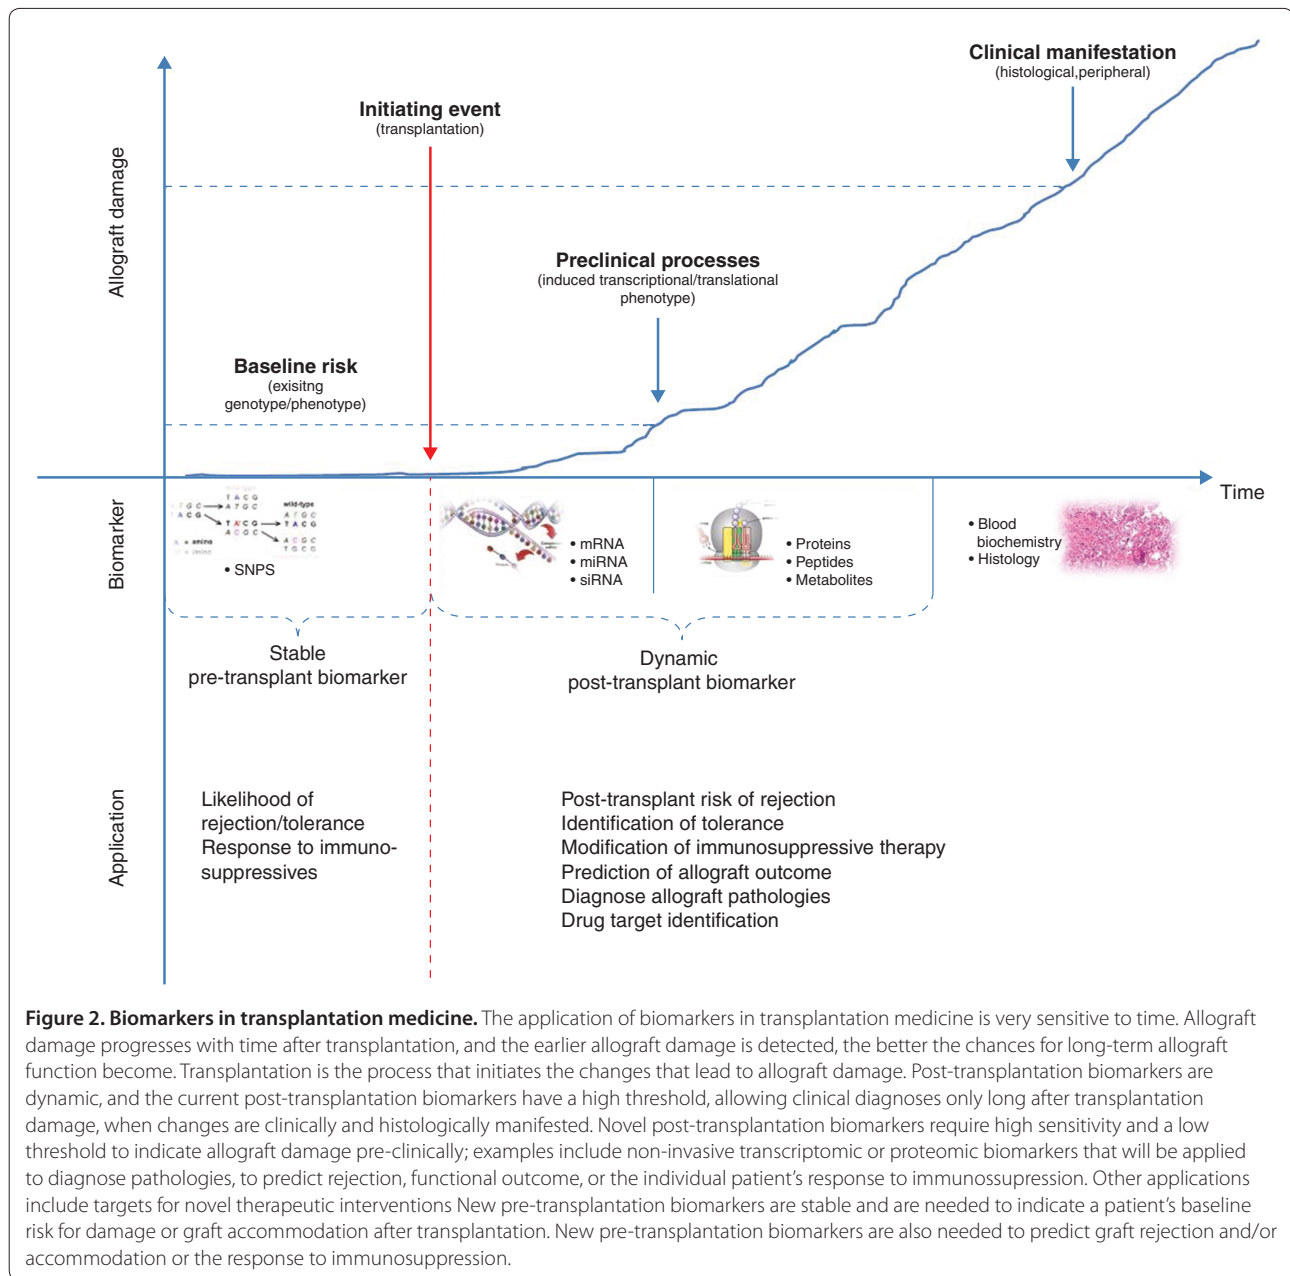 Clinical manifestation
(histological,peripheral)
Initiating event
(transplantation)
Allograft damage
Preclinical processes
(induced transcriptional/translational
phenotype)
Baseline risk
(exisitng
genotype/phenotype)
Time
Biomarker
T A C G
A T G C
wild-type
T G C
A T G C
T A C G
T A C G
T A C G
A C G C
A C G C
T G C G
= amino
= imino
• SNPS
• mRNA
• miRNA
• siRNA
• Proteins
• Peptides
• Metabolites
• Blood
biochemistry
• Histology
Stable
pre-transplant biomarker
Dynamic
post-transplant biomarker
Application
Likelihood of
rejection/tolerance
Response to immuno-
suppressives
Post-transplant risk of rejection
Identification of tolerance
Modification of immunosuppressive therapy
Prediction of allograft outcome
Diagnose allograft pathologies
Drug target identification
Figure 2. Biomarkers in transplantation medicine. The application of biomarkers in transplantation medicine is very sensitive to time. Allograft
damage progresses with time after transplantation, and the earlier allograft damage is detected, the better the chances for long-term allograft
function become. Transplantation is the process that initiates the changes that lead to allograft damage. Post-transplantation biomarkers are
dynamic, and the current post-transplantation biomarkers have a high threshold, allowing clinical diagnoses only long after transplantation
damage, when changes are clinically and histologically manifested. Novel post-transplantation biomarkers require high sensitivity and a low
threshold to indicate allograft damage pre-clinically; examples include non-invasive transcriptomic or proteomic biomarkers that will be applied
to diagnose pathologies, to predict rejection, functional outcome, or the individual patient's response to immunossupression. Other applications
include targets for novel therapeutic interventions New pre-transplantation biomarkers are stable and are needed to indicate a patient's baseline
risk for damage or graft accommodation after transplantation. New pre-transplantation biomarkers are also needed to predict graft rejection and/or
accommodation or the response to immunosuppression.